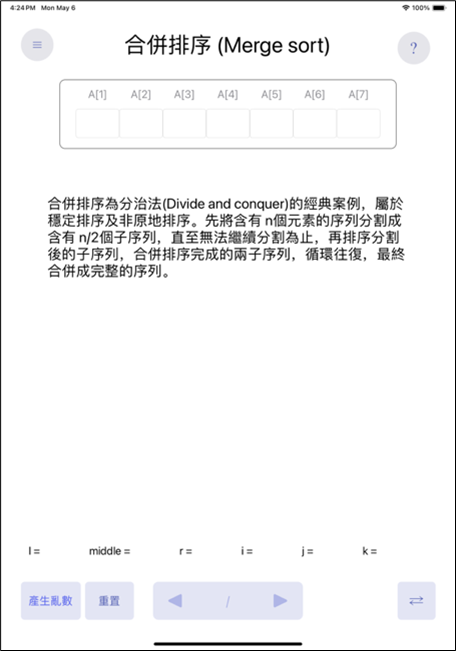 4:24 PM Mon May 6 100%
合併排序 (Merge sort)
?
A[1] A[2] A[3] A[4] A[5] A[6] A[7]
合併排序為分治法(Divide and conquer)的經典案例，屬於
穩定排序及非原地排序。先將含有 n個元素的序列分割成
含有 n/2個子序列，直至無法繼續分割為止，再排序分割
後的子序列，合併排序完成的兩子序列，循環往復，最終
合併成完整的序列。
l = middle = r = i = j = k =
產生亂數 重置 /